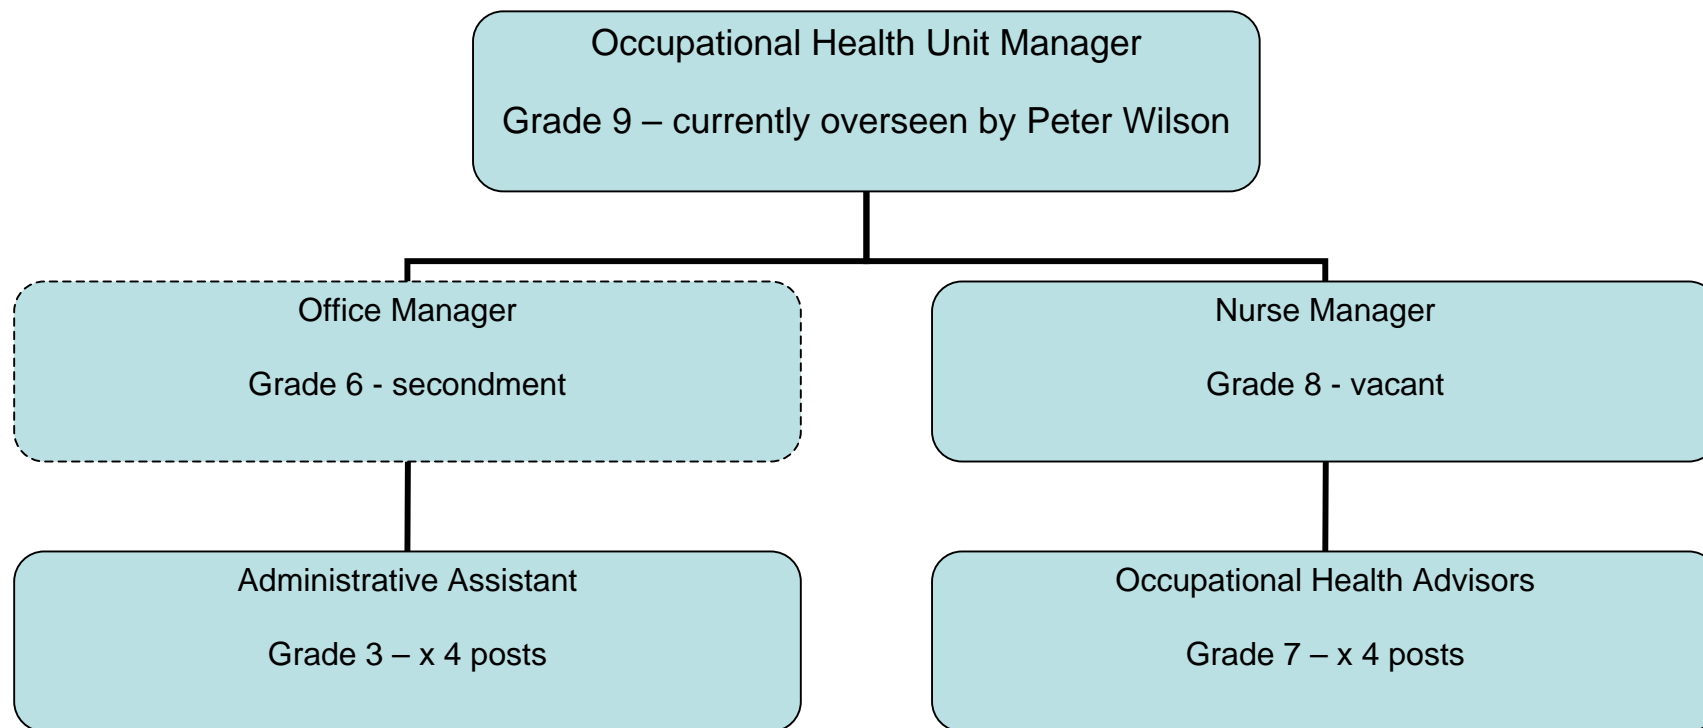 Occupational Health Unit Manager
Grade 9 – currently overseen by Peter Wilson
Office Manager
Grade 6 - secondment
Nurse Manager
Grade 8 - vacant
Administrative Assistant
Grade 3 – x 4 posts
Occupational Health Advisors
Grade 7 – x 4 posts